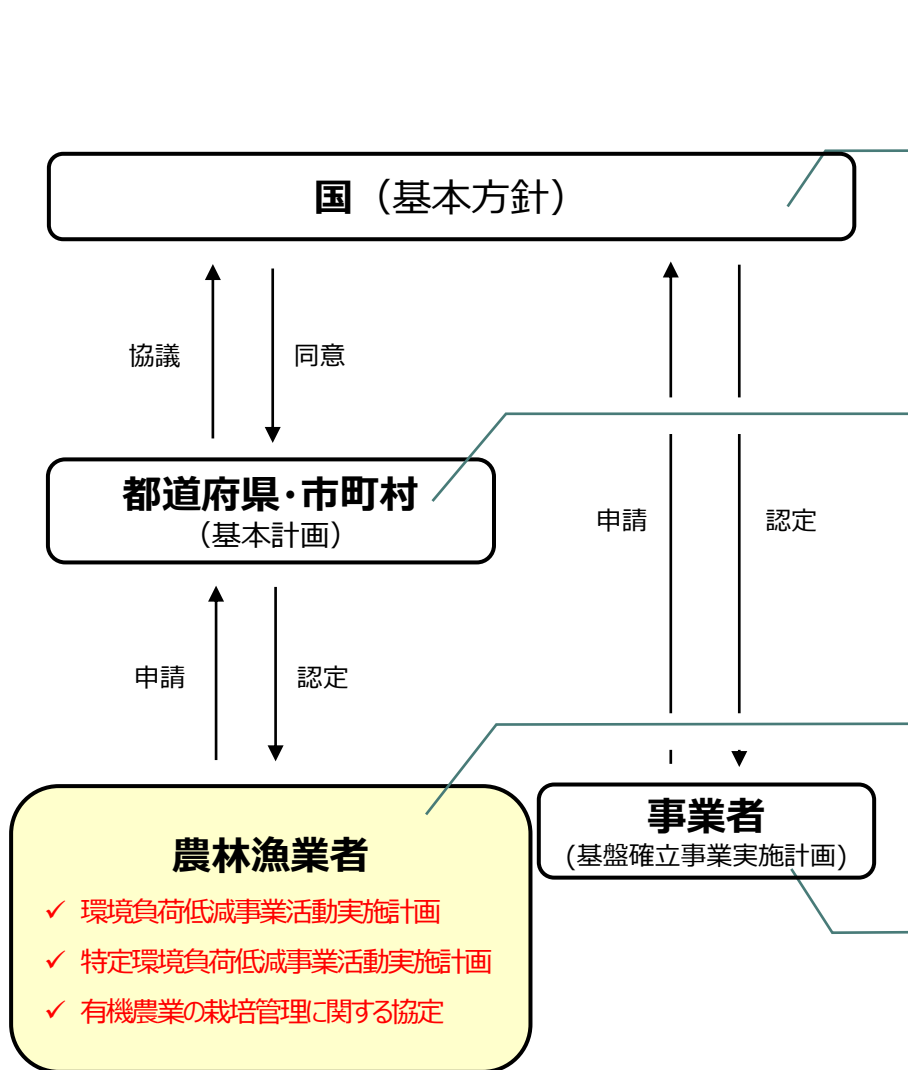 国（基本方針）
協議
同意
都道府県・市町村
（基本計画）
申請
認定
申請
認定
農林漁業者
✓ 環境負荷低減事業活動実施計画
✓ 特定環境負荷低減事業活動実施計画
✓ 有機農業の栽培管理に関する協定
事業者
(基盤確立事業実施計画)